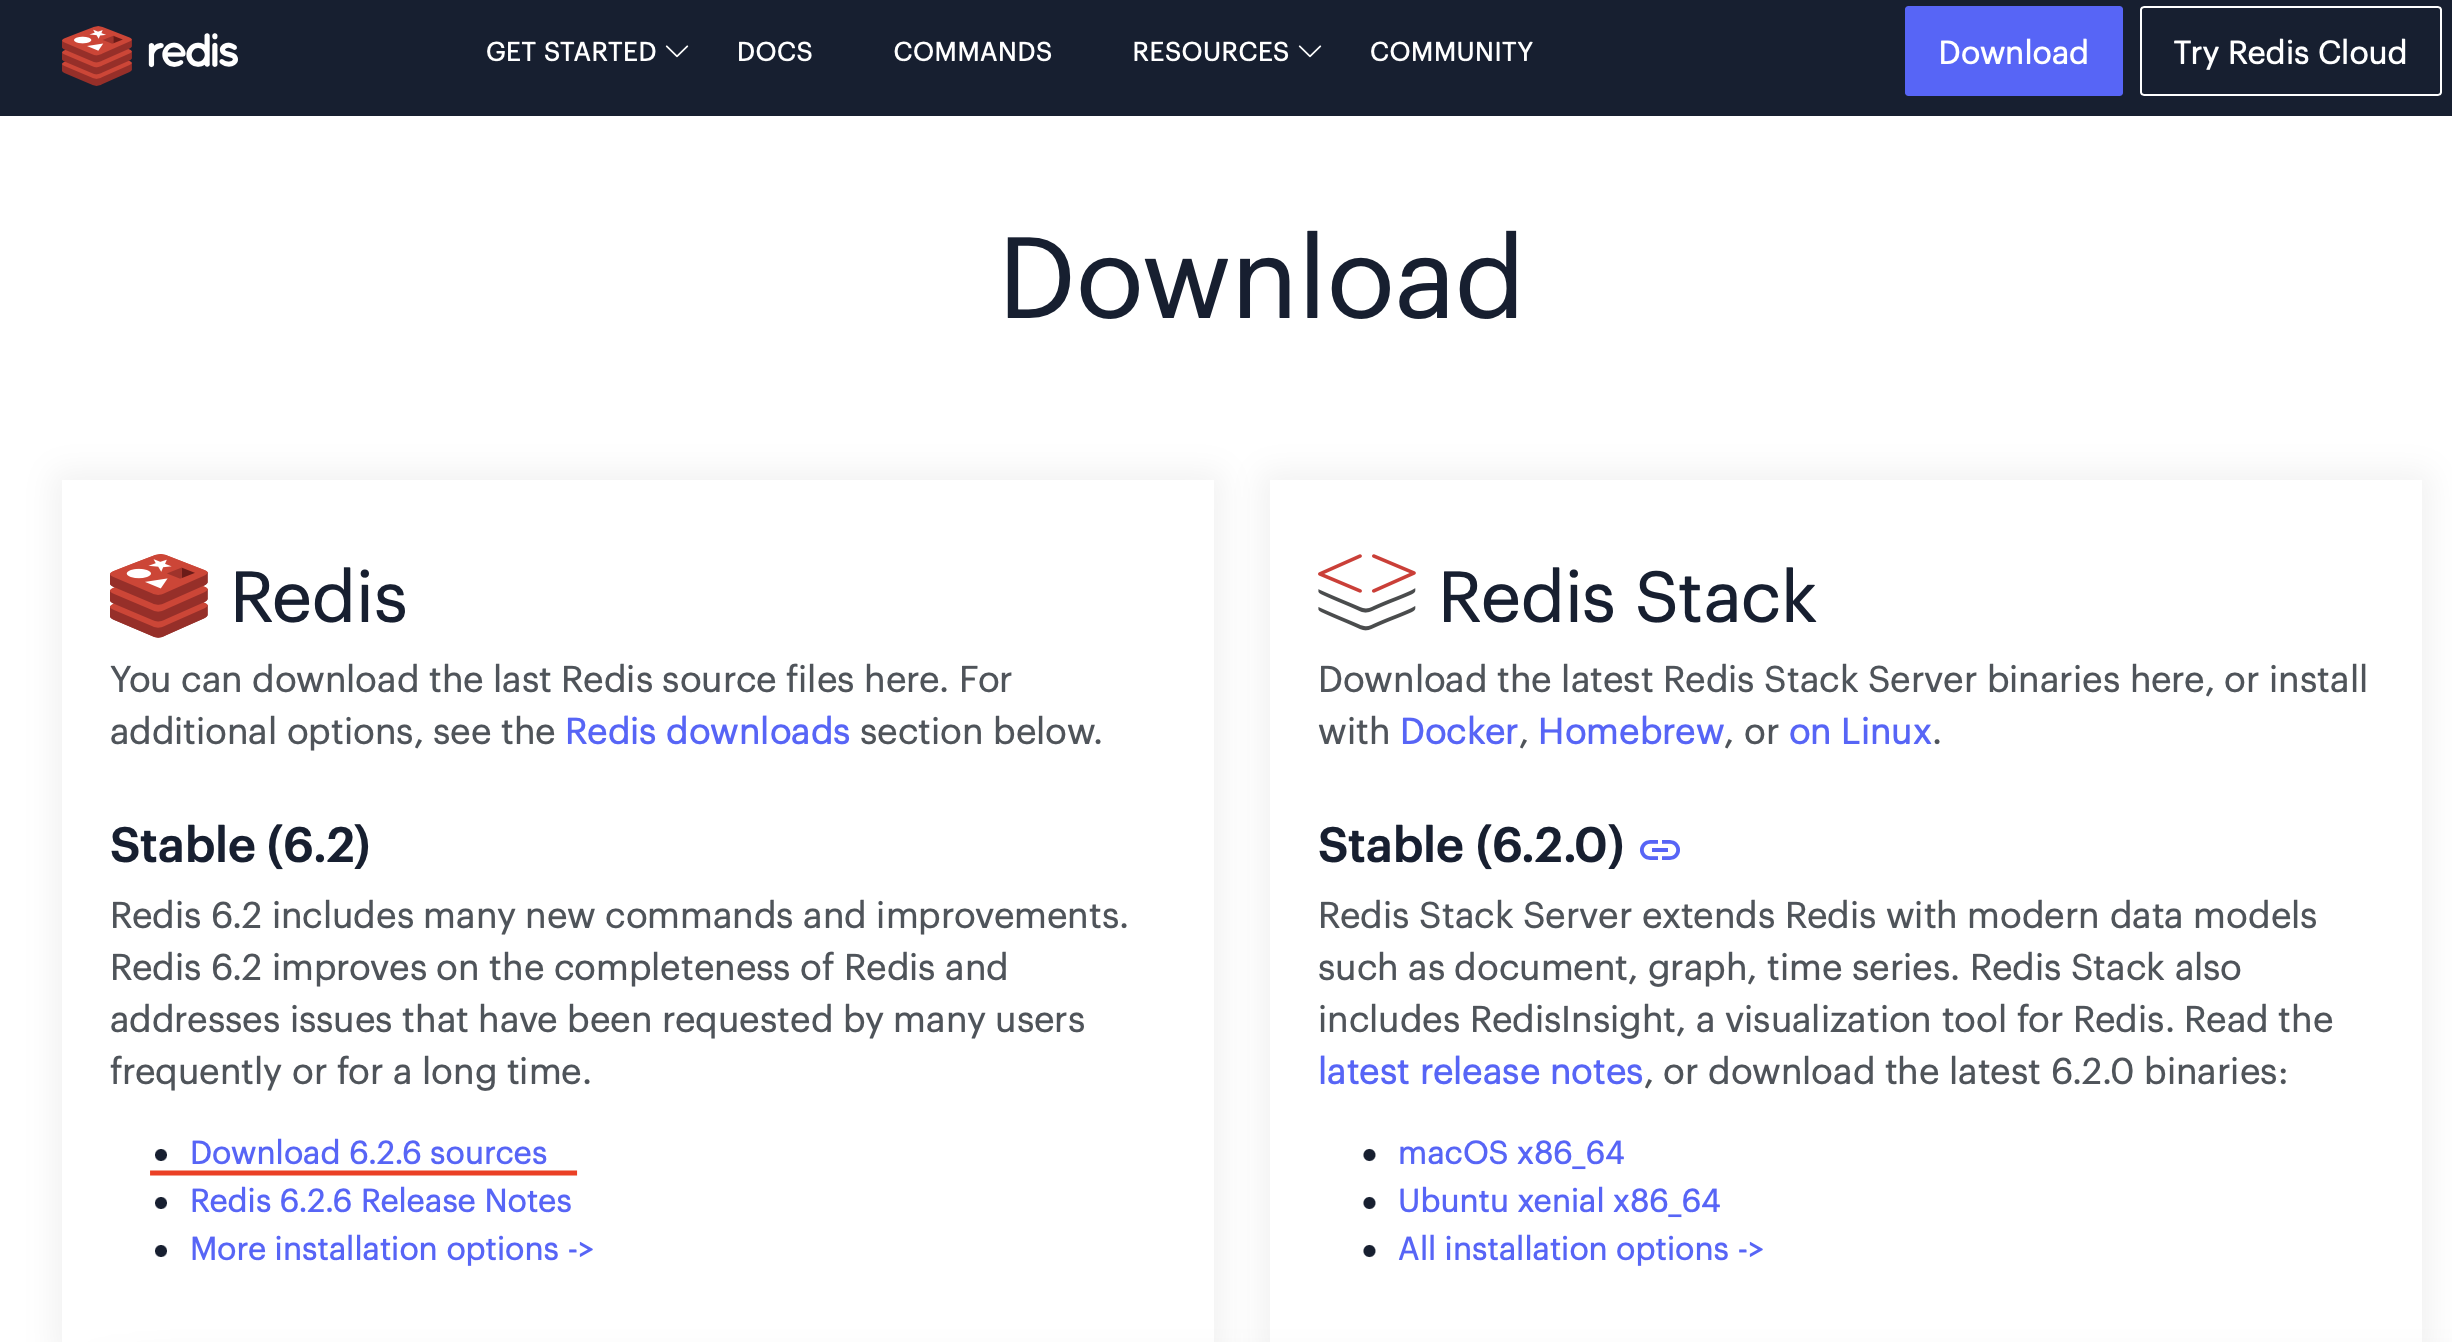 redis
GET STARTED
DOCS
COMMANDS
RESOURCES
COMMUNITY
Download
Try Redis Cloud
Download
Redis
You can download the last Redis source files here. For
additional options, see the Redis downloads section below.
Stable (6.2)
Redis 6.2 includes many new commands and improvements.
Redis 6.2 improves on the completeness of Redis and
addresses issues that have been requested by many users
frequently or for a long time.
• Download 6.2.6 sources
• Redis 6.2.6 Release Notes
• More installation options ->
Redis Stack
Download the latest Redis Stack Server binaries here, or install
with Docker, Homebrew, or on Linux.
Stable (6.2.0)
Redis Stack Server extends Redis with modern data models
such as document, graph, time series. Redis Stack also
includes RedisInsight, a visualization tool for Redis. Read the
latest release notes, or download the latest 6.2.0 binaries:
• macOS x86_64
• Ubuntu xenial x86_64
• All installation options ->